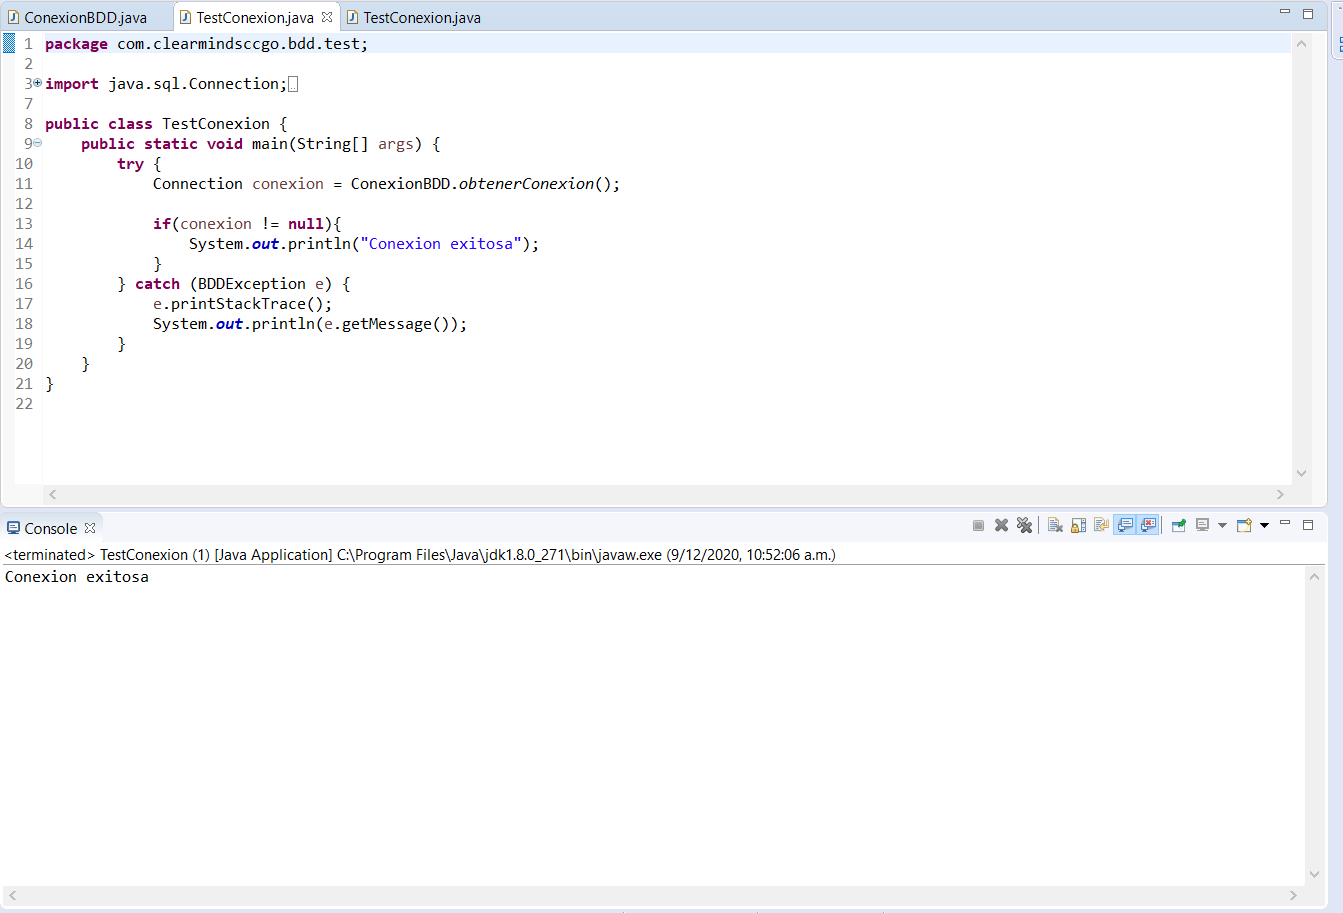 ConexionBDD.java TestConexion.java TestConexion.java
1 package com.clearmindsccgo.bdd.test;
2
3 import java.sql.Connection;
7
8 public class TestConexion {
9 public static void main(String[] args) {
10 try {
11 Connection conexion = ConexionBDD.obtenerConexion();
12
13 if(conexion != null){
14 System.out.println("Conexion exitosa");
15 }
16 } catch (BDDException e) {
17 e.printStackTrace();
18 System.out.println(e.getMessage());
19 }
20 }
21 }
22
Console
<terminated> TestConexion (1) [Java Application] C:\Program Files\Java\jdk1.8.0_271\bin\javaw.exe (9/12/2020, 10:52:06 a.m.)
Conexion exitosa